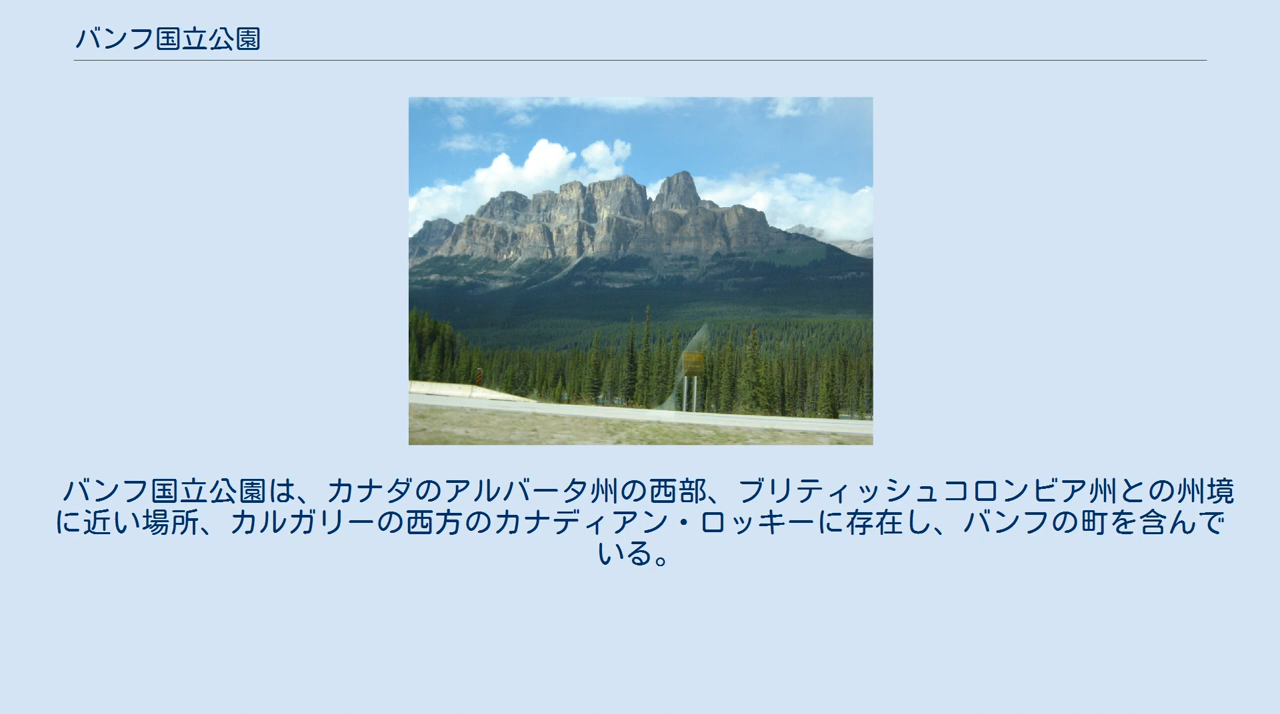 バンフ国立公園
バンフ国立公園は、カナダのアルバータ州の西部、ブリティッシュコロンビア州との州境
に近い場所、カルガリーの西方のカナディアン・ロッキーに存在し、バンフの町を含んで
いる。